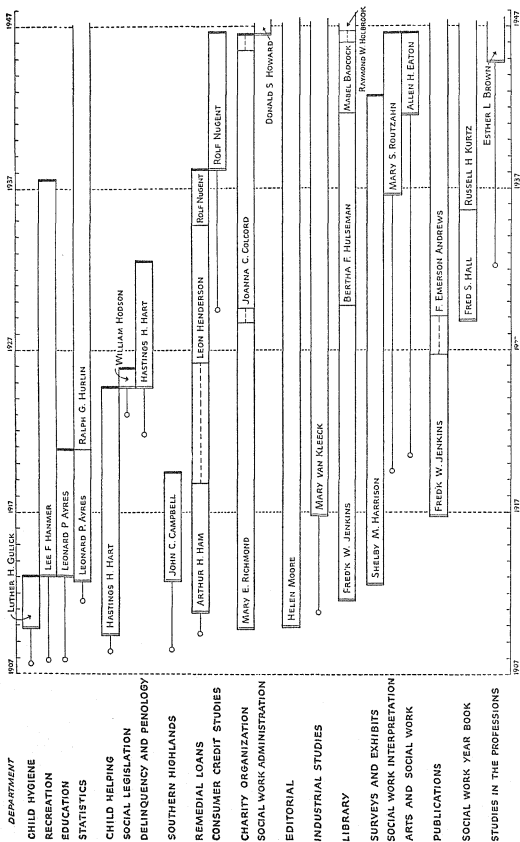 DEPARTMENT
1907
1917
1927
1937
1947
CHILD HYGIENE
LUTHER H. GULICK
RECREATION
LEE F HANMER
EDUCATION
LEONARD P AYRES
STATISTICS
LEONARD P. AYRES
RALPH G. HURLIN
CHILD HELPING
HASTINGS H. HART
SOCIAL LEGISLATION
WILLIAM HODSON
DELINQUENCY AND PENOLOGY
HASTINGS H. HART
SOUTHERN HIGHLANDS
JOHN C. CAMPBELL
REMEDIAL LOANS
ARTHUR H. HAM
LEON HENDERSON
ROLF NUGENT
CONSUMER CREDIT STUDIES
ROLF NUGENT
CHARITY ORGANIZATION
MARY E. RICHMOND
JOANNA C. COLCORD
SOCIAL WORK ADMINISTRATION
DONALD S HOWARD
EDITORIAL
HELEN MOORE
INDUSTRIAL STUDIES
MARY VAN KLEECK
LIBRARY
FRED'K W. JENKINS
BERTHA F. HULSEMAN
MABEL BADCOCK
RAYMOND W. HOLBROOK
SURVEYS AND EXHIBITS
SHELBY M. HARRISON
SOCIAL WORK INTERPRETATION
MARY S. ROUTZAHN
ARTS AND SOCIAL WORK
ALLEN H. EATON
PUBLICATIONS
FRED'K W. JENKINS
F. EMERSON ANDREWS
SOCIAL WORK YEAR BOOK
FRED S. HALL
RUSSELL H KURTZ
STUDIES IN THE PROFESSIONS
ESTHER L. BROWN
1907
1917
1937
1947